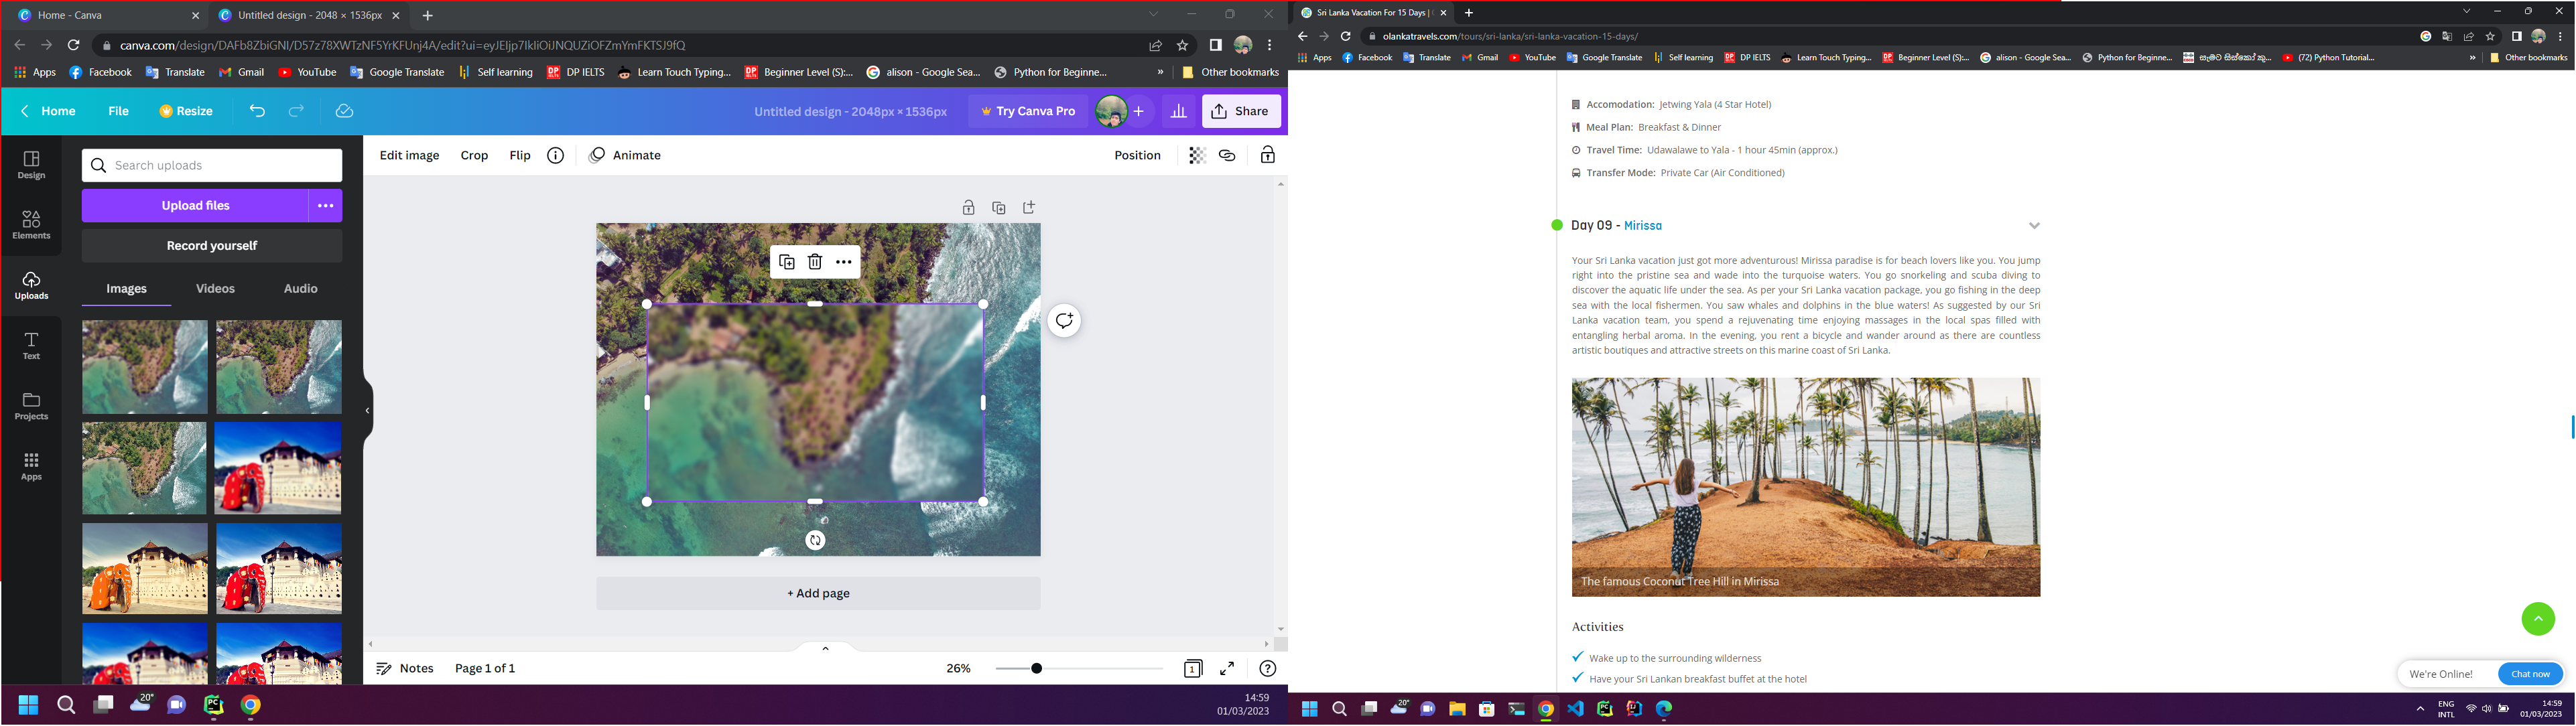 Home - Canva
Untitled design - 2048 × 1536px
canva.com/design/DAFb8ZbiGNI/D57z78XWTzNF5YrKFUnj4A/edit?ui=eyJEIjp7IkIiOiJNQUZiOFZmYmFKTSJ9fQ
Apps
Facebook
Translate
Gmail
YouTube
Google Translate
Self learning
DP IELTS
Learn Touch Typing...
Beginner Level (S):...
alison - Google Sea...
Python for Beginne...
»
Other bookmarks
Home
File
Resize
Untitled design - 2048px × 1536px
Try Canva Pro
Share
Design
Elements
Uploads
Text
Projects
Apps
Search uploads
Upload files
Record yourself
Images
Videos
Audio
Edit image
Crop
Flip
Animate
Position
+ Add page
Notes
Page 1 of 1
26%
1
20°
14:59
01/03/2023
Sri Lanka Vacation For 15 Days |
olankatravels.com/tours/sri-lanka/sri-lanka-vacation-15-days/
Apps
Facebook
Translate
Gmail
YouTube
Google Translate
Self learning
DP IELTS
Learn Touch Typing...
Beginner Level (S):...
alison - Google Sea...
Python for Beginne...
(72) Python Tutorial...
»
Other bookmarks
Accomodation: Jetwing Yala (4 Star Hotel)
Meal Plan: Breakfast & Dinner
Travel Time: Udawalawe to Yala - 1 hour 45min (approx.)
Transfer Mode: Private Car (Air Conditioned)
Day 09 - Mirissa
Your Sri Lanka vacation just got more adventurous! Mirissa paradise is for beach lovers like you. You jump
right into the pristine sea and wade into the turquoise waters. You go snorkeling and scuba diving to
discover the aquatic life under the sea. As per your Sri Lanka vacation package, you go fishing in the deep
sea with the local fishermen. You saw whales and dolphins in the blue waters! As suggested by our Sri
Lanka vacation team, you spend a rejuvenating time enjoying massages in the local spas filled with
entangling herbal aroma. In the evening, you rent a bicycle and wander around as there are countless
artistic boutiques and attractive streets on this marine coast of Sri Lanka.
The famous Coconut Tree Hill in Mirissa
Activities
Wake up to the surrounding wilderness
Have your Sri Lankan breakfast buffet at the hotel
We're Online!
Chat now
20°
ENG
INTL
14:59
01/03/2023